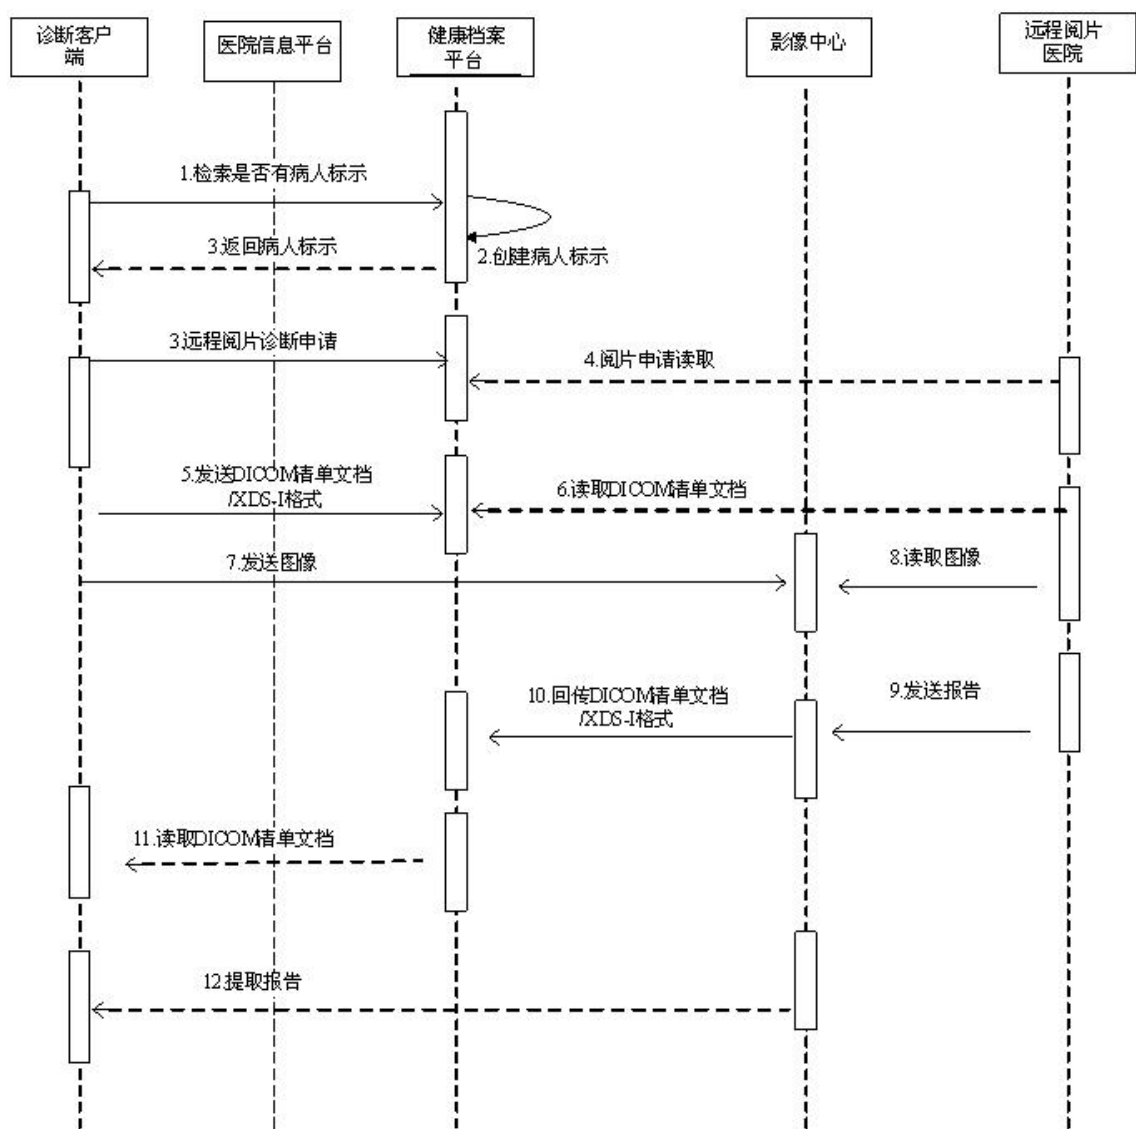 诊断客户
端
医院信息平台
健康档案
平台
影像中心
远程阅片
医院
1.检索是否有病人标示
3.返回病人标示
2.创建病人标示
3.远程阅片诊断申请
4.阅片申请读取
5.发送DICOM清单文档
/XDS-I格式
6.读取DICOM清单文档
7.发送图像
8.读取图像
10.回传DICOM清单文档
/XDS-I格式
9.发送报告
11.读取DICOM清单文档
12.提取报告